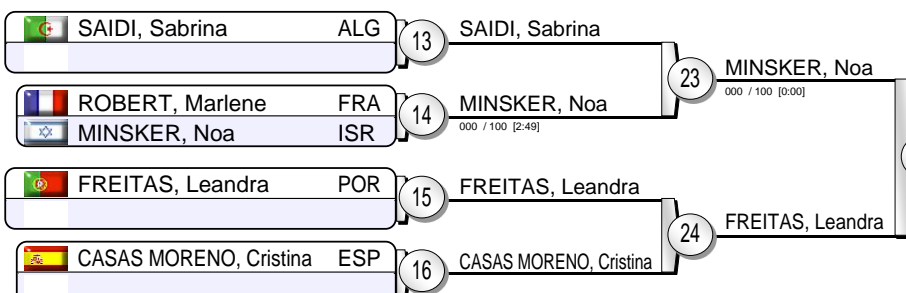 SAIDI, Sabrina ALG
13
SAIDI, Sabrina
ROBERT, Marlene FRA
MINSKER, Noa ISR
14
MINSKER, Noa
000 / 100 [2:49]
23
MINSKER, Noa
000 / 100 [0:00]
FREITAS, Leandra POR
15
FREITAS, Leandra
CASAS MORENO, Cristina ESP
16
CASAS MORENO, Cristina
24
FREITAS, Leandra